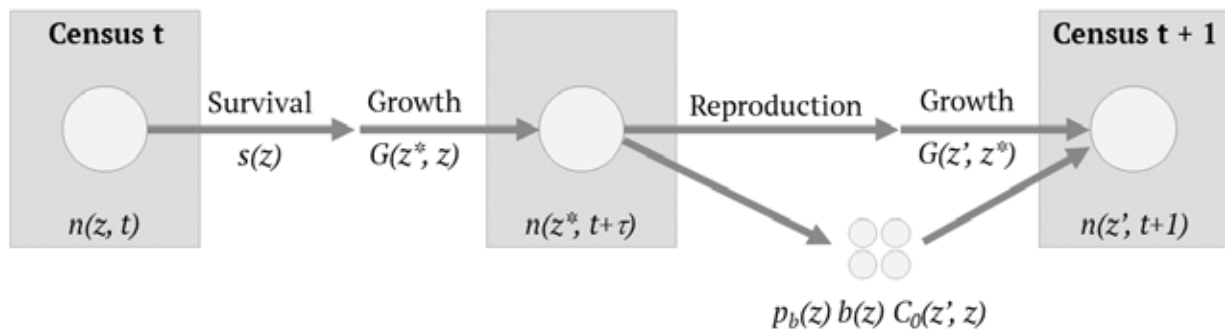 Census t
Census t + 1
Survival
Growth
Reproduction
Growth
s(z)
G(z*, z)
G(z’, z*)
n(z, t)
n(z*, t+τ)
n(z’, t+1)
p_b(z) b(z) C_0(z’, z)